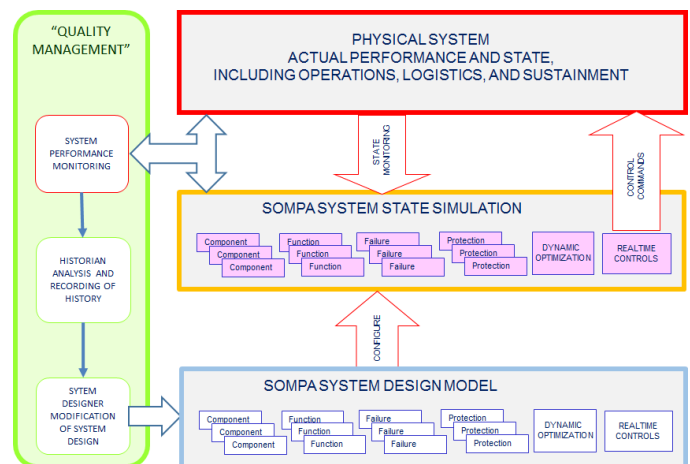 "QUALITY
MANAGEMENT"
SYSTEM
PERFORMANCE
MONITORING
HISTORIAN
ANALYSIS AND
RECORDING OF
HISTORY
SYTEM
DESIGNER
MODIFICATION
OF SYSTEM
DESIGN
PHYSICAL SYSTEM
ACTUAL PERFORMANCE AND STATE,
INCLUDING OPERATIONS, LOGISTICS, AND SUSTAINMENT
STATE
MONITORING
CONTROL
COMMANDS
SOMPA SYSTEM STATE SIMULATION
Component
Component
Component
Function
Function
Function
Failure
Failure
Failure
Protection
Protection
Protection
DYNAMIC
OPTIMIZATION
REALTIME
CONTROLS
CONFIGURE
SOMPA SYSTEM DESIGN MODEL
Component
Component
Component
Function
Function
Function
Failure
Failure
Failure
Protection
Protection
Protection
DYNAMIC
OPTIMIZATION
REALTIME
CONTROLS